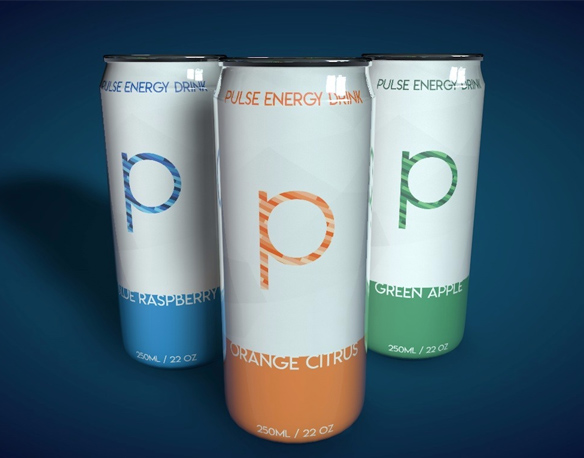 PULSE ENERGY DRINK
p
BLUE RASPBERRY
250ML / 22 OZ
PULSE ENERGY DRINK
p
ORANGE CITRUS
250ML / 22 OZ
PULSE ENERGY DRINK
p
GREEN APPLE
250ML / 22 OZ